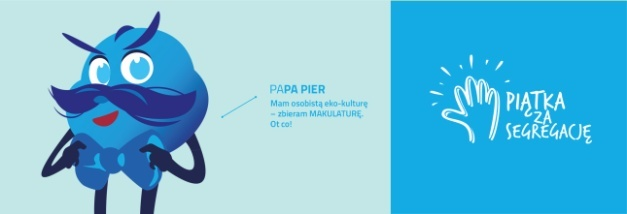 PAPA PIER
Mam osobistą eko-kulturę
– zbieram MAKULATURĘ.
Ot co!
PIĄTKA
ZA
SEGREGACJĘ